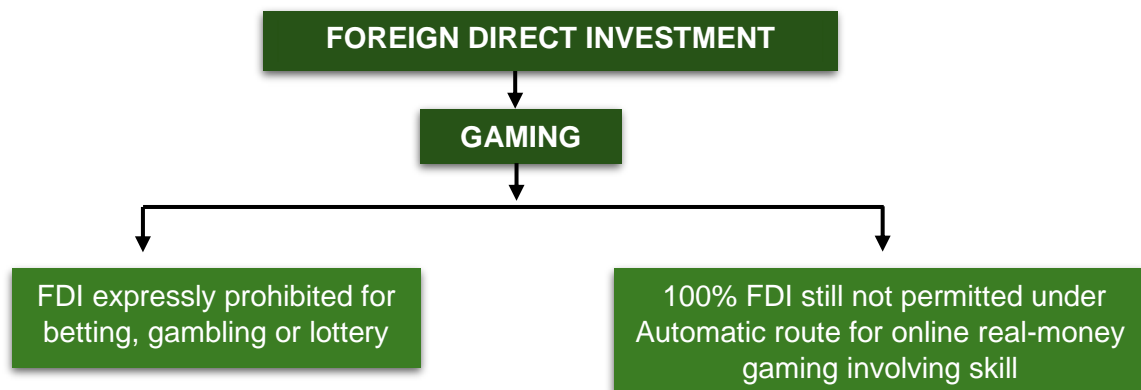 FOREIGN DIRECT INVESTMENT
GAMING
FDI expressly prohibited for
betting, gambling or lottery
100% FDI still not permitted under
Automatic route for online real-money
gaming involving skill